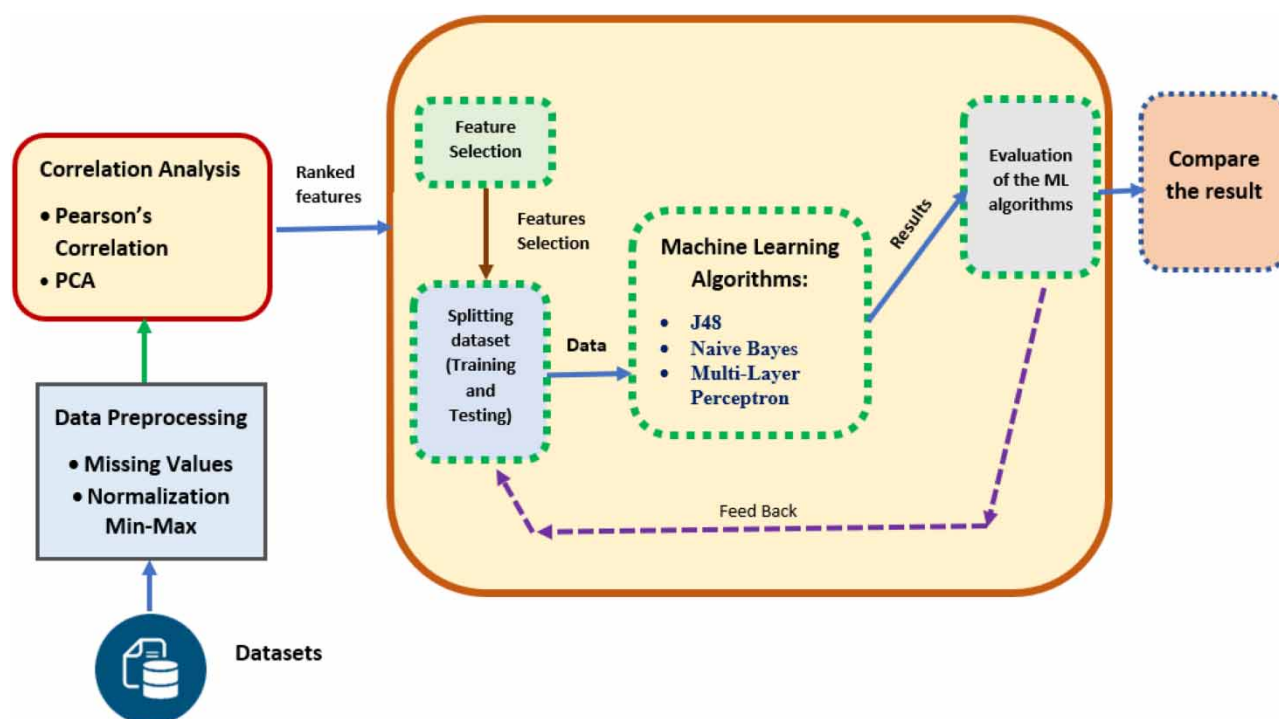 Correlation Analysis
• Pearson’s
Correlation
• PCA
Ranked
features
Data Preprocessing
• Missing Values
• Normalization
Min-Max
Datasets
Feature
Selection
Features
Selection
Splitting
dataset
(Training
and
Testing)
Data
Machine Learning
Algorithms:
• J48
• Naive Bayes
• Multi-Layer
Perceptron
Results
Evaluation
of the ML
algorithms
Feed Back
Compare
the result